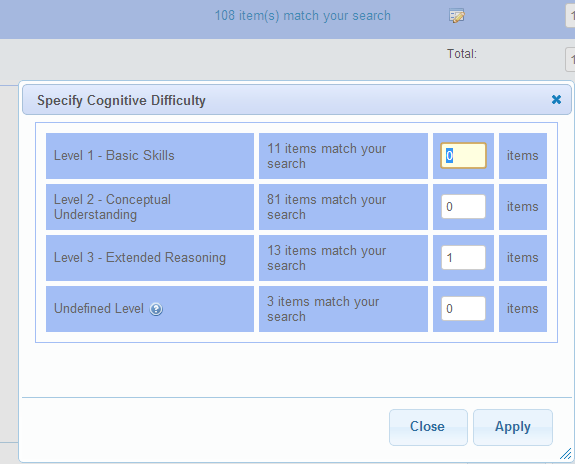 108 item(s) match your search
1
Total:
1
Specify Cognitive Difficulty
Level 1 - Basic Skills
11 items match your
search
0
items
Level 2 - Conceptual
Understanding
81 items match your
search
0
items
Level 3 - Extended Reasoning
13 items match your
search
1
items
Undefined Level ?
3 items match your
search
0
items
Close
Apply